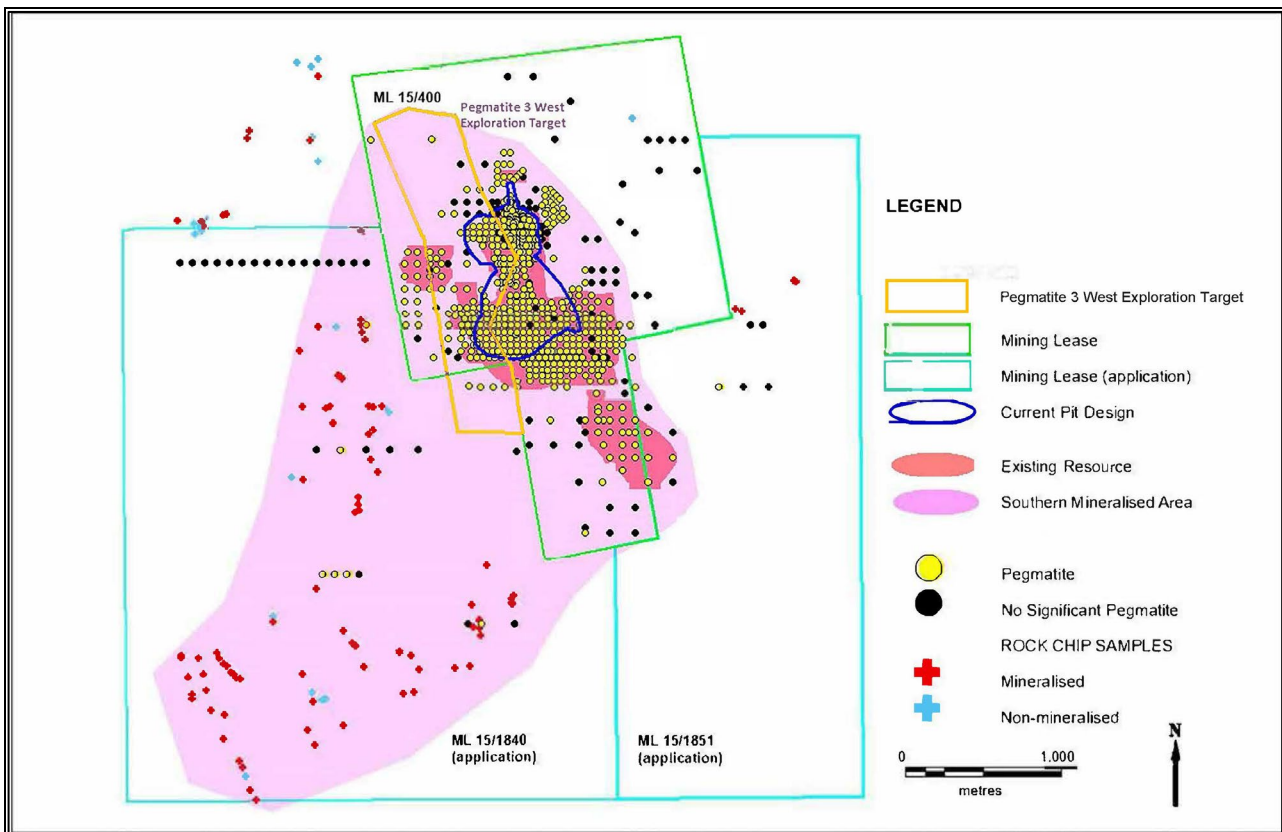 ML 15/400
Pegmatite 3 West
Exploration Target
LEGEND
Pegmatite 3 West Exploration Target
Mining Lease
Mining Lease (application)
Current Pit Design
Existing Resource
Southern Mineralised Area
Pegmatite
No Significant Pegmatite
ROCK CHIP SAMPLES
Mineralised
Non-mineralised
ML 15/1840
(application)
ML 15/1851
(application)
0 1,000
metres
N